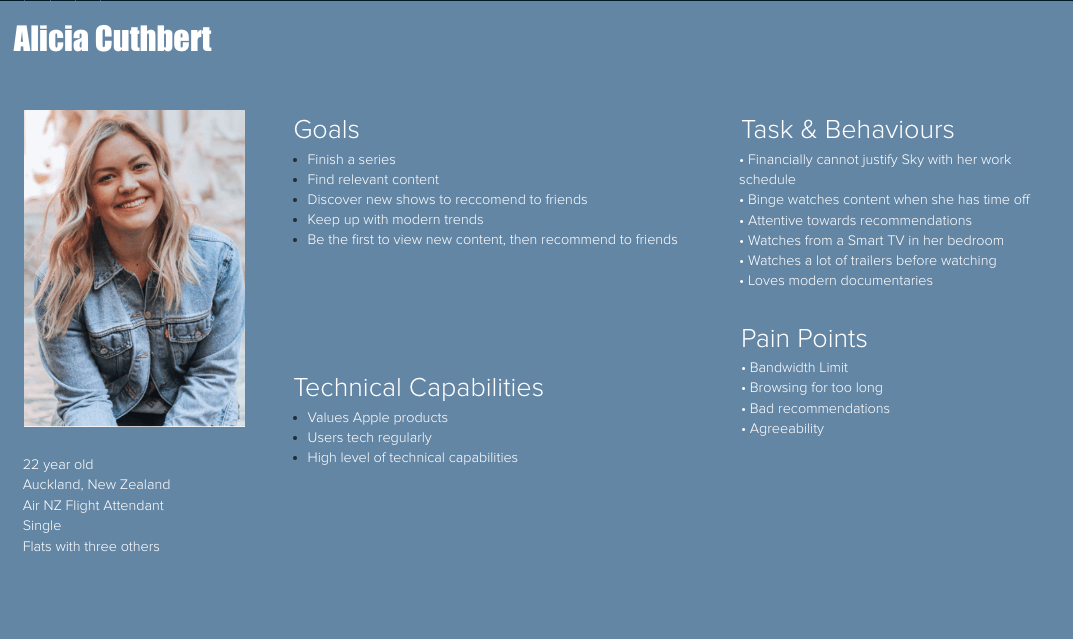 Alicia Cuthbert
22 year old
Auckland, New Zealand
Air NZ Flight Attendant
Single
Flats with three others
Goals
• Finish a series
• Find relevant content
• Discover new shows to reccomend to friends
• Keep up with modern trends
• Be the first to view new content, then recommend to friends
Technical Capabilities
• Values Apple products
• Users tech regularly
• High level of technical capabilities
Task & Behaviours
• Financially cannot justify Sky with her work
schedule
• Binge watches content when she has time off
• Attentive towards recommendations
• Watches from a Smart TV in her bedroom
• Watches a lot of trailers before watching
• Loves modern documentaries
Pain Points
• Bandwidth Limit
• Browsing for too long
• Bad recommendations
• Agreeability